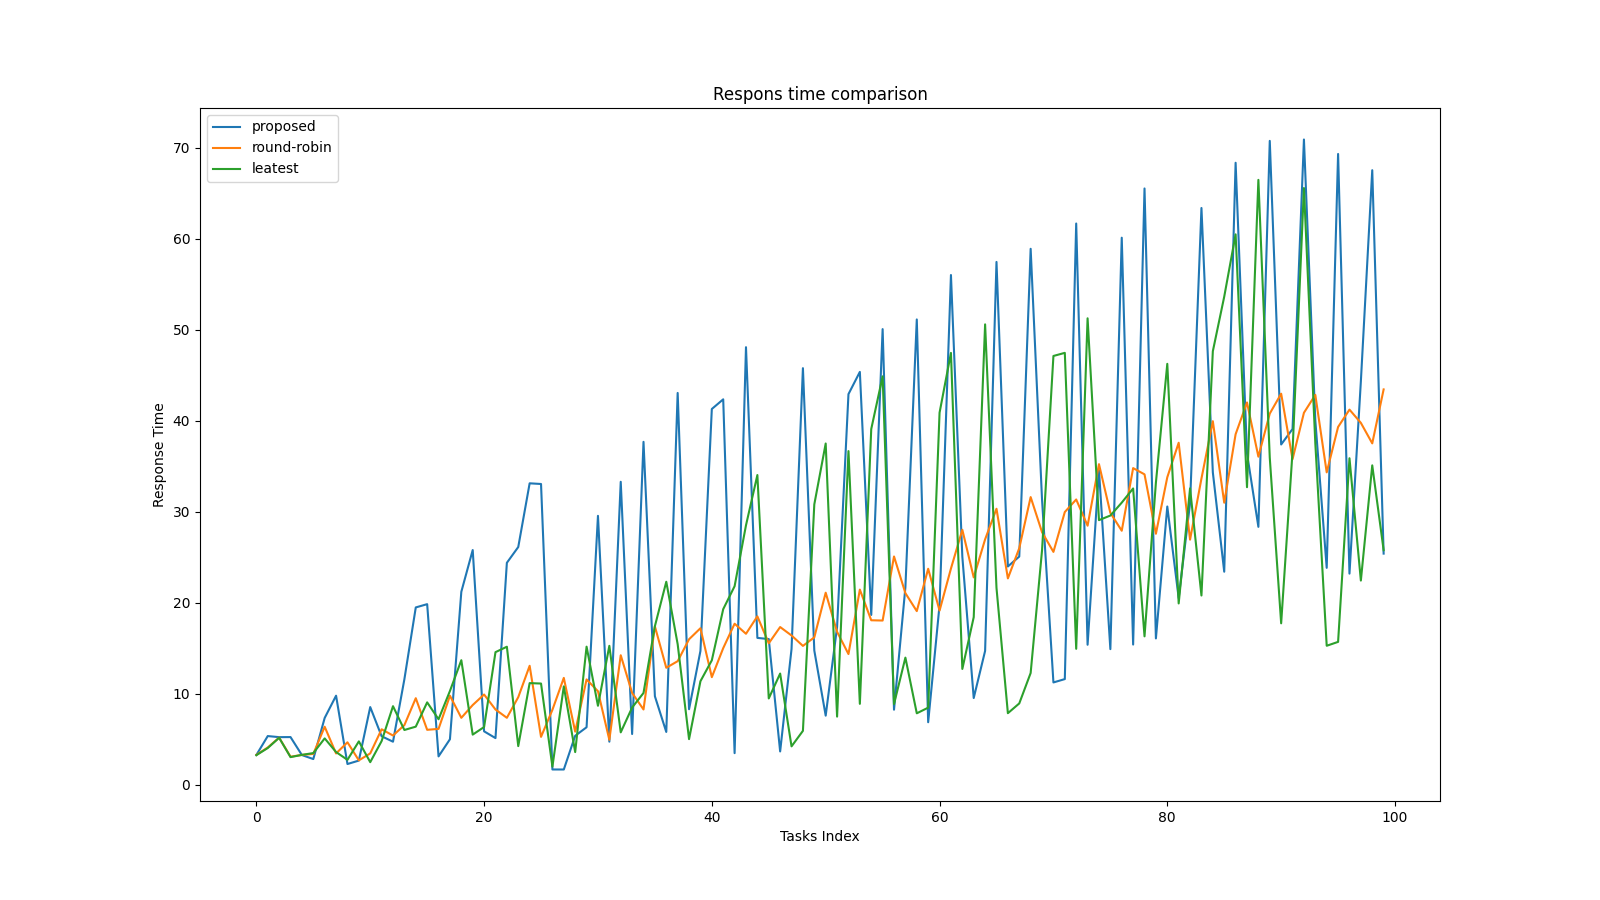 Respons time comparison
proposed
round-robin
leatest
70
60
50
40
30
20
10
0
Response Time
0 20 40 60 80 100
Tasks Index